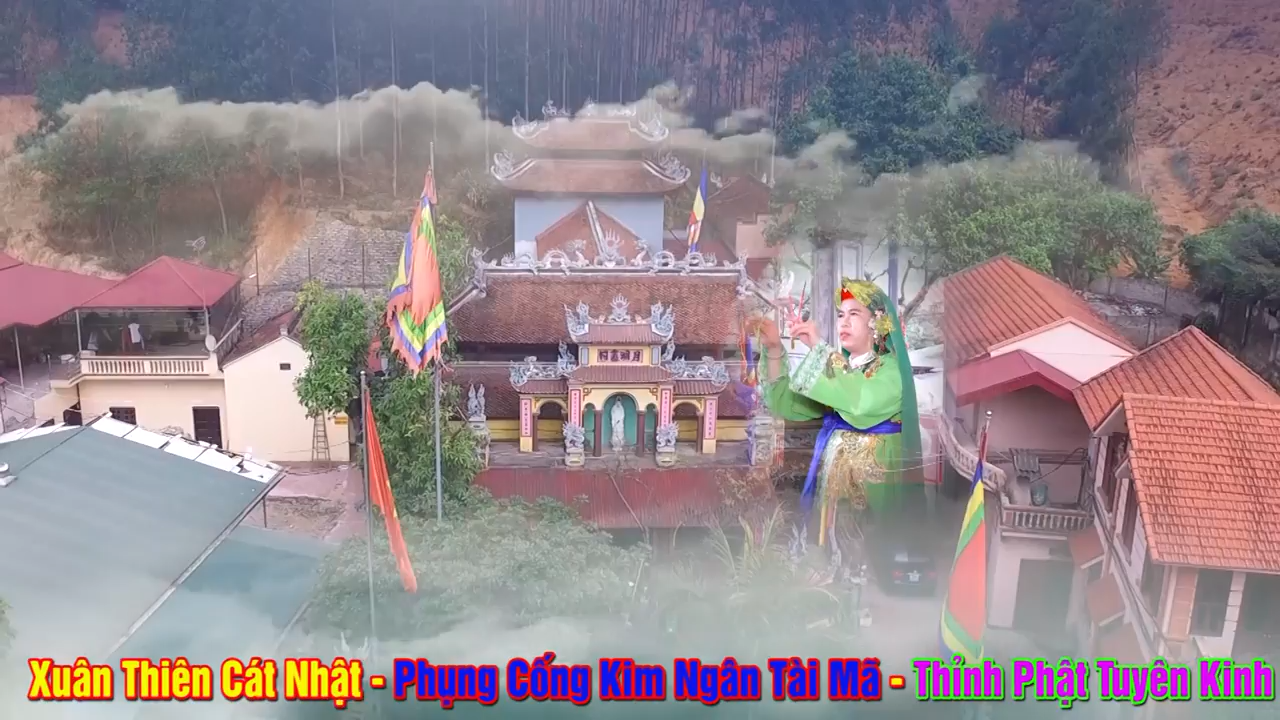 Xuân Thiên Cát Nhật - Phụng Cống Kim Ngân Tài Mã - Thỉnh Phật Tuyên Kinh